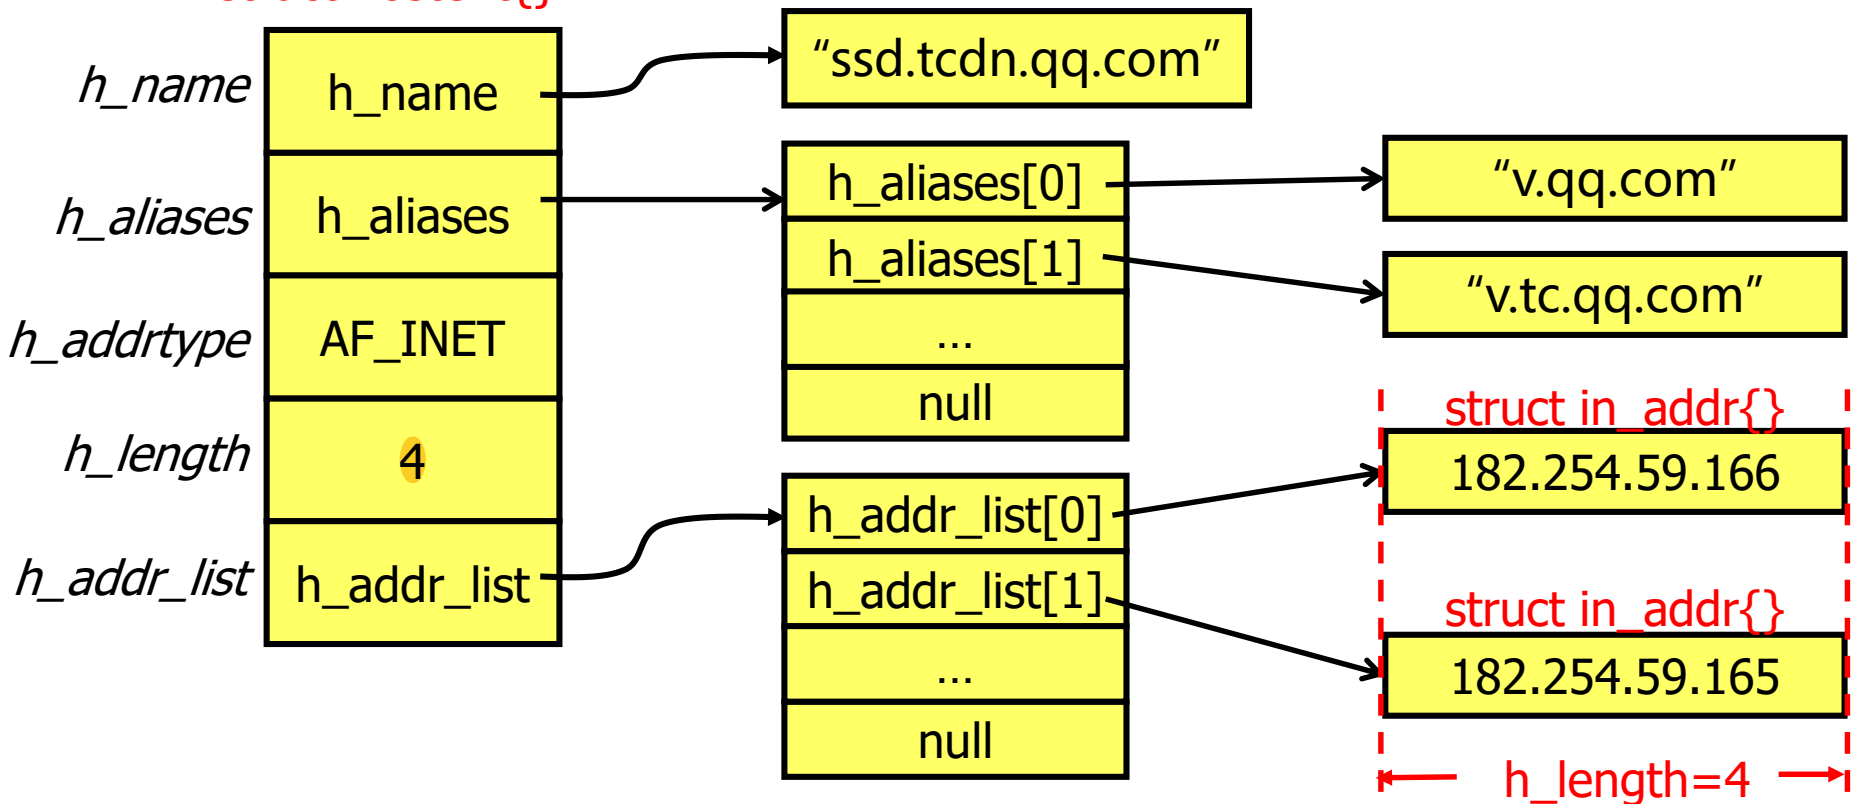 h_name
h_name
“ssd.tcdn.qq.com”
h_aliases
h_aliases
h_aliases[0]
“v.qq.com”
h_aliases[1]
“v.tc.qq.com”
...
null
h_addrtype
AF_INET
h_length
4
h_addr_list
h_addr_list
h_addr_list[0]
struct in_addr{}
182.254.59.166
h_addr_list[1]
struct in_addr{}
182.254.59.165
...
null
h_length=4